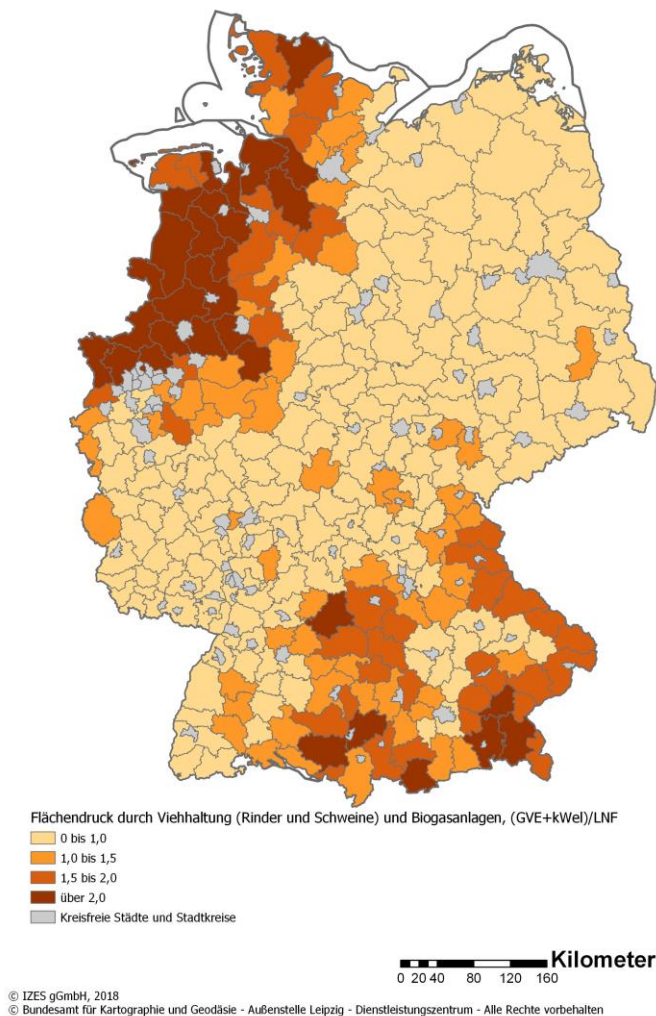 Flächendruck durch Viehhaltung (Rinder und Schweine) und Biogasanlagen, (GVE+kWel)/LNF
0 bis 1,0
1,0 bis 1,5
1,5 bis 2,0
über 2,0
Kreisfreie Städte und Stadtkreise
Kilometer
0 20 40 80 120 160
© IZES gGmbH, 2018
© Bundesamt für Kartographie und Geodäsie - Außenstelle Leipzig - Dienstleistungszentrum - Alle Rechte vorbehalten